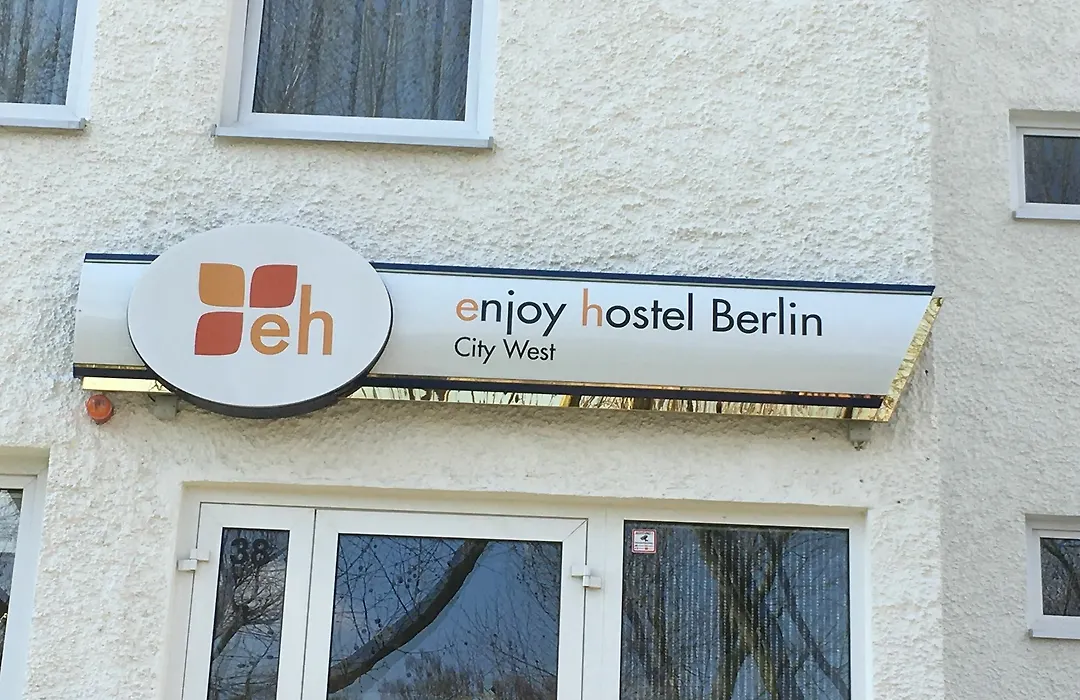 eh
enjoy hostel Berlin
City West
38